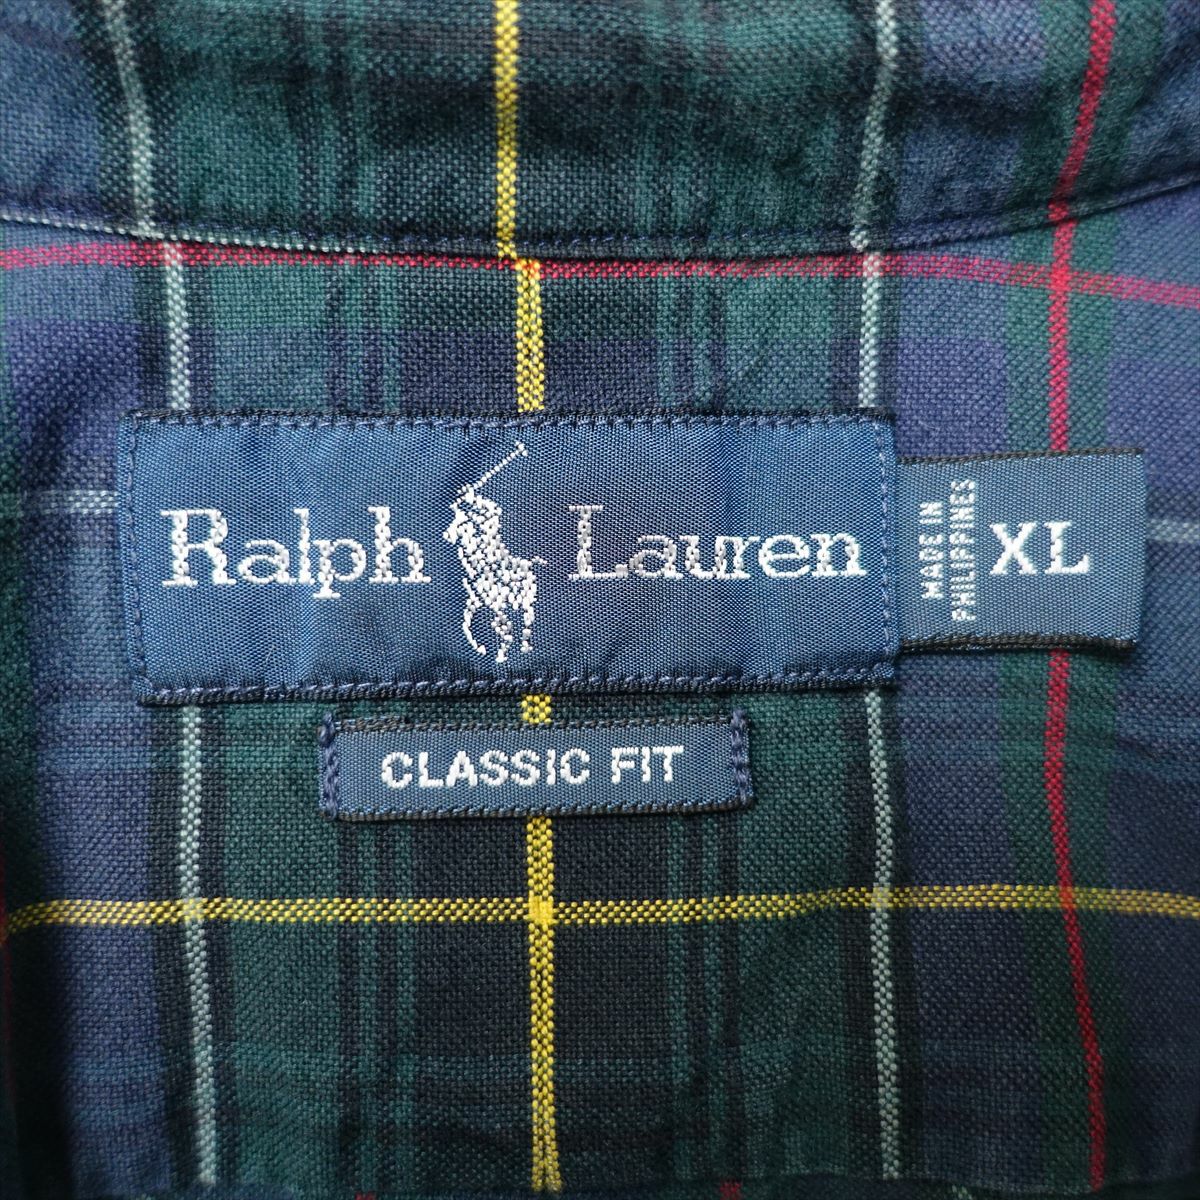 Ralph Lauren
MADE IN
PHILIPPINES
XL
CLASSIC FIT